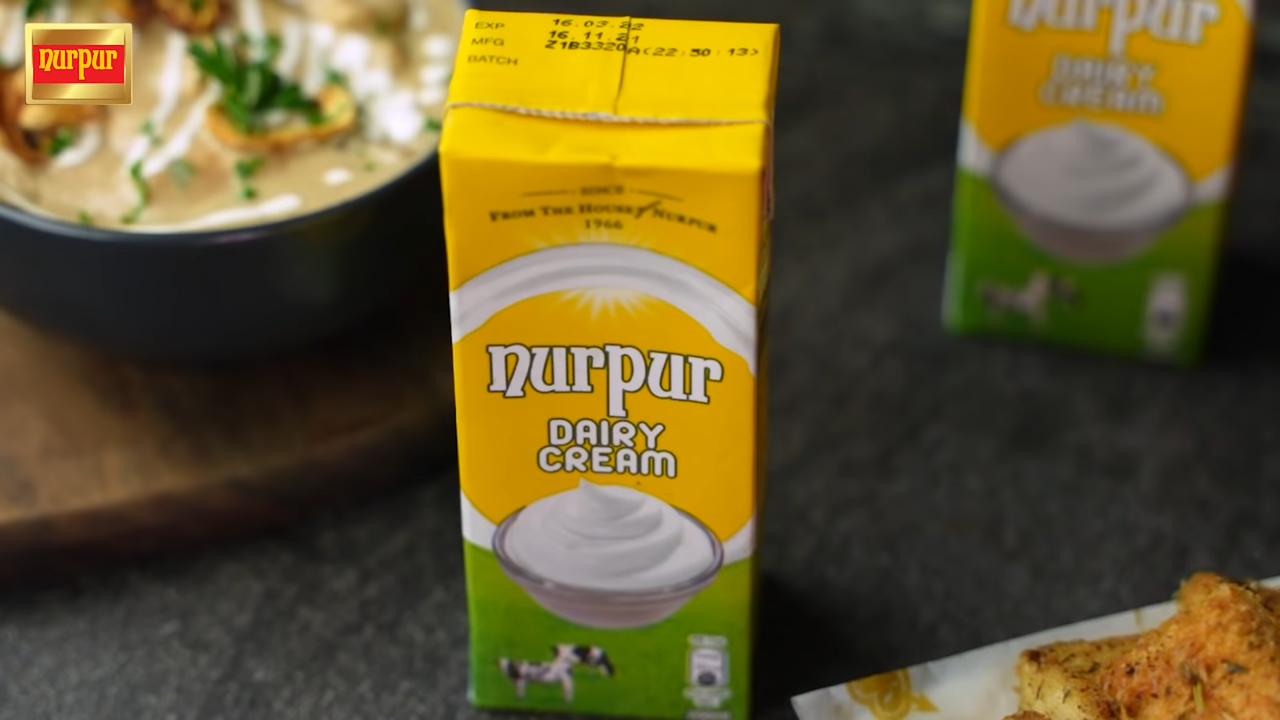 nurpur
EXP 16.03.22
MFG 16.11.21
BATCH Z1B3320A(22:50:13)
SINCE
FROM THE HOUSE OF NURPUR
1966
nurpur
DAIRY
CREAM
nurpur
DAIRY
CREAM